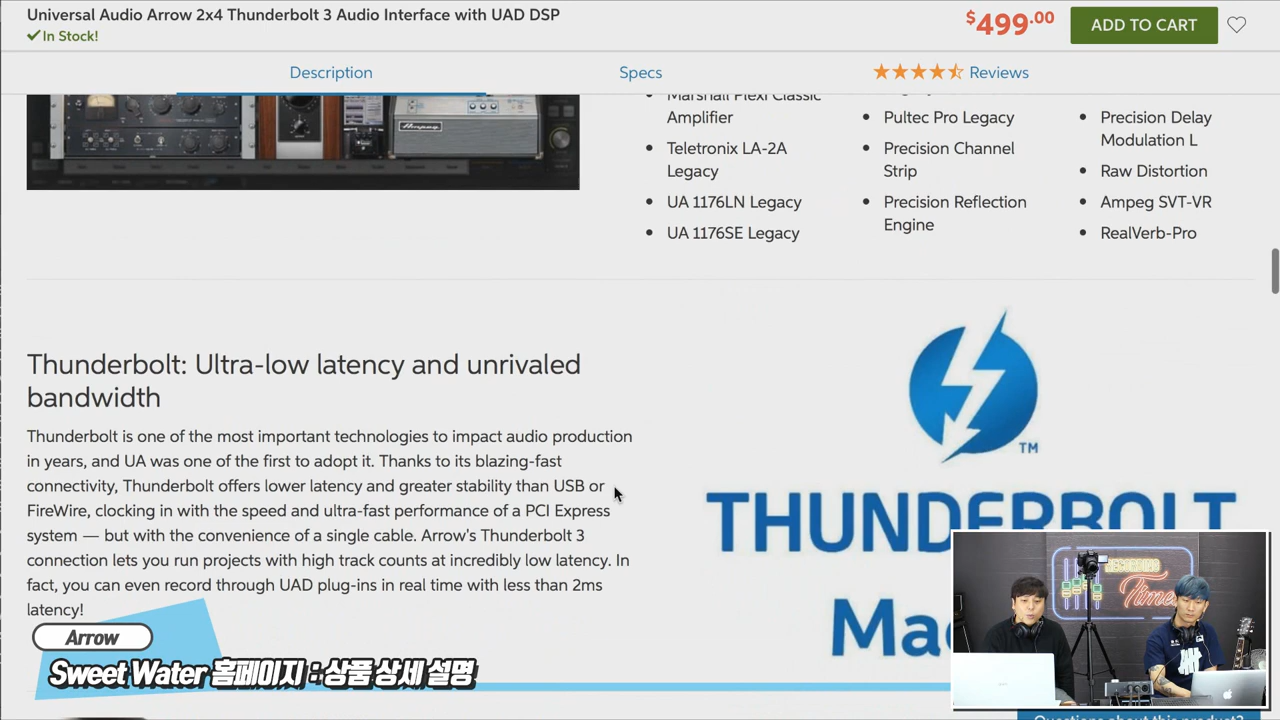 Universal Audio Arrow 2x4 Thunderbolt 3 Audio Interface with UAD DSP
In Stock!
$499.00
ADD TO CART
Description
Specs
Reviews
Ampeg
Marshall Plexi Classic
Amplifier
Teletronix LA-2A
Legacy
UA 1176LN Legacy
UA 1176SE Legacy
Pultec Pro Legacy
Precision Channel
Strip
Precision Reflection
Engine
Precision Delay
Modulation L
Raw Distortion
Ampeg SVT-VR
RealVerb-Pro
Thunderbolt: Ultra-low latency and unrivaled
bandwidth
Thunderbolt is one of the most important technologies to impact audio production
in years, and UA was one of the first to adopt it. Thanks to its blazing-fast
connectivity, Thunderbolt offers lower latency and greater stability than USB or
FireWire, clocking in with the speed and ultra-fast performance of a PCI Express
system — but with the convenience of a single cable. Arrow's Thunderbolt 3
connection lets you run projects with high track counts at incredibly low latency. In
fact, you can even record through UAD plug-ins in real time with less than 2ms
latency!
TM
THUNDERBOLT
Mac
RECORDING
Times
Arrow
Sweet Water 홈페이지 : 상품 상세 설명
Questions about this product?